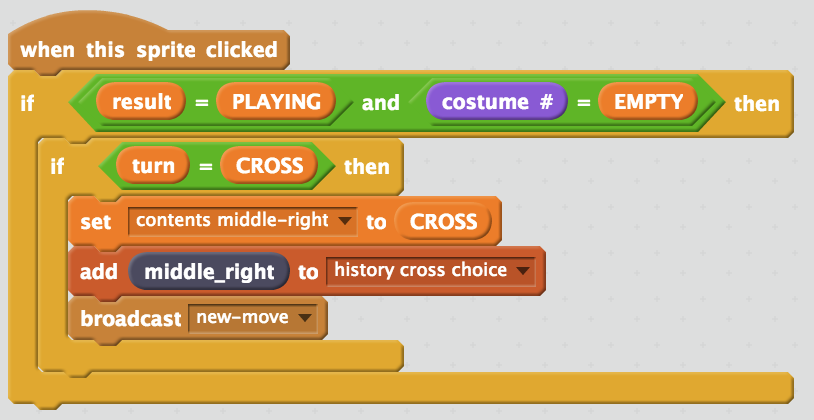 when this sprite clicked
if result = PLAYING and costume # = EMPTY then
if turn = CROSS then
set contents middle-right to CROSS
add middle_right to history cross choice
broadcast new-move